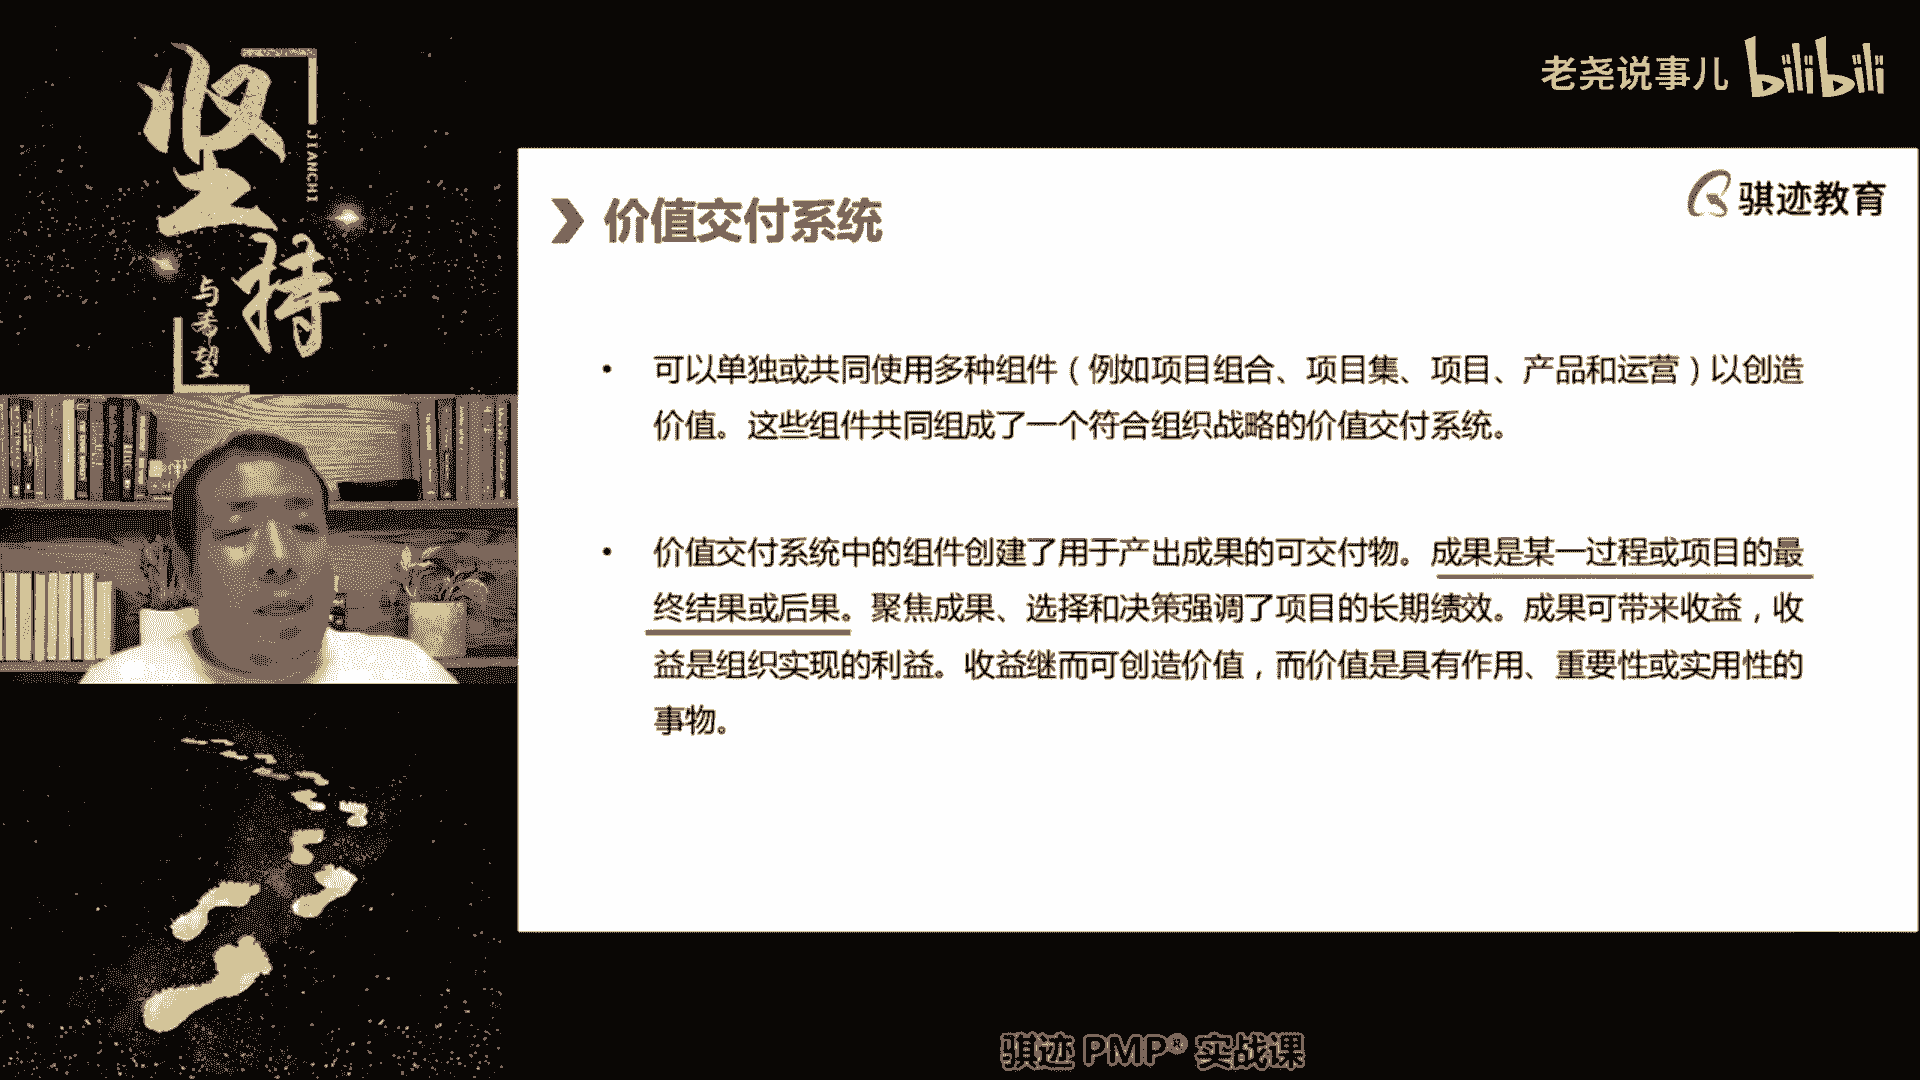 坚持
JIANCHI
与希望
老尧说事儿 bilibili
骐迹教育
价值交付系统
• 可以单独或共同使用多种组件（例如项目组合、项目集、项目、产品和运营）以创造
价值。这些组件共同组成了一个符合组织战略的价值交付系统。
• 价值交付系统中的组件创建了用于产出成果的可交付物。成果是某一过程或项目的最
终结果或后果。聚焦成果、选择和决策强调了项目的长期绩效。成果可带来收益，收
益是组织实现的利益。收益继而可创造价值，而价值是具有作用、重要性或实用性的
事物。
骐迹 PMP® 实战课